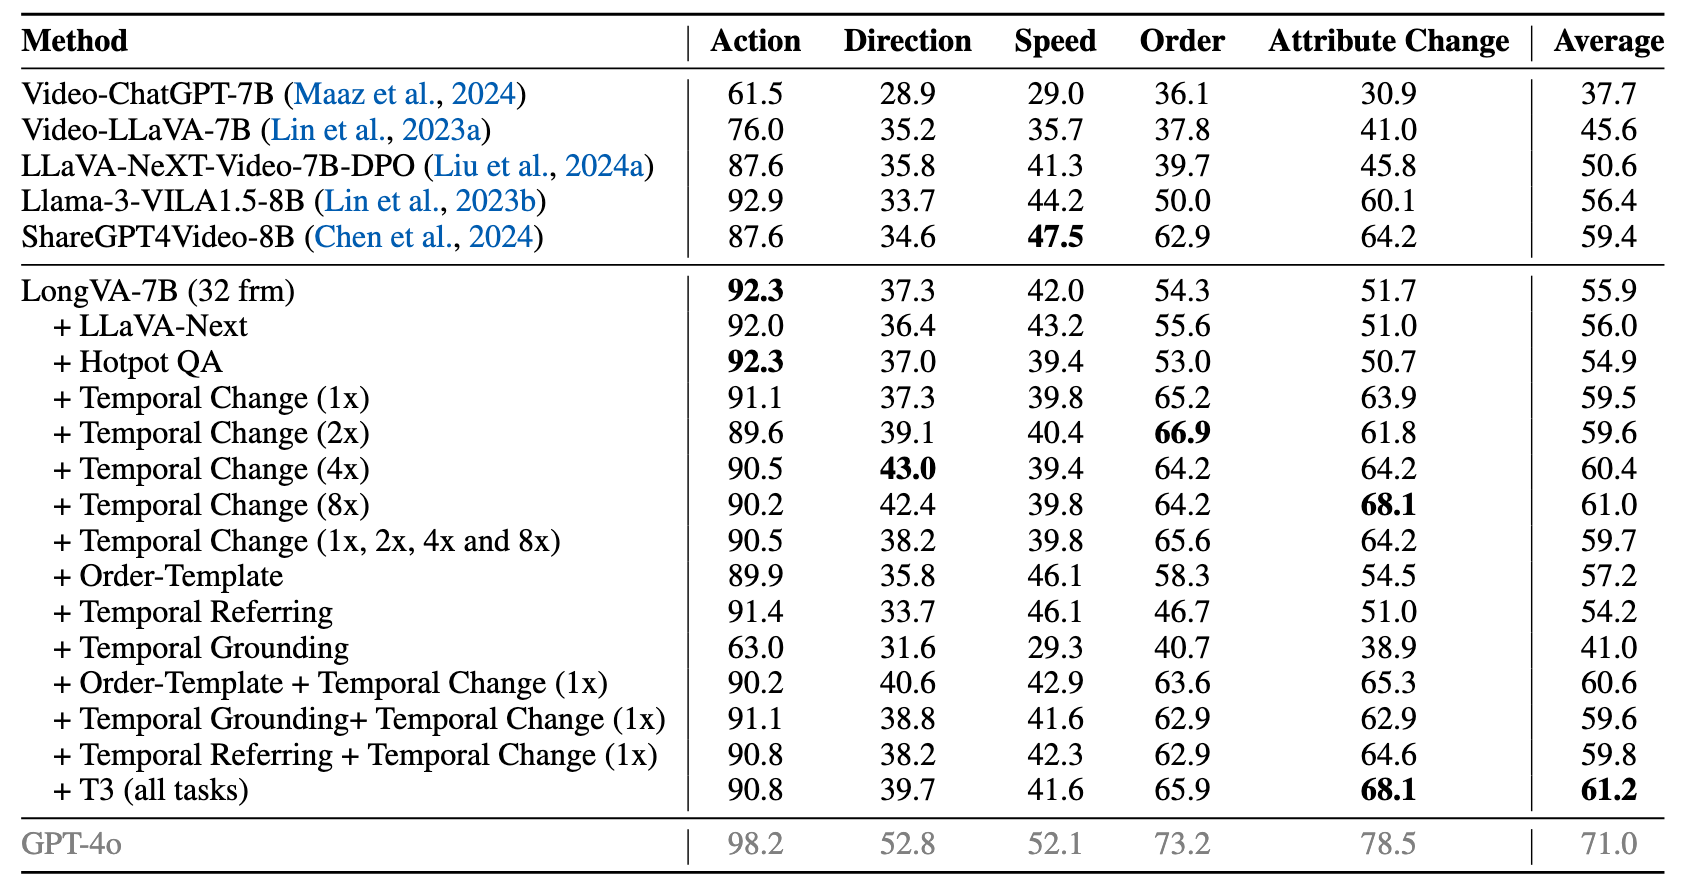 Method Action Direction Speed Order Attribute Change Average
Video-ChatGPT-7B (Maaz et al., 2024) 61.5 28.9 29.0 36.1 30.9 37.7
Video-LLaVA-7B (Lin et al., 2023a) 76.0 35.2 35.7 37.8 41.0 45.6
LLaVA-NeXT-Video-7B-DPO (Liu et al., 2024a) 87.6 35.8 41.3 39.7 45.8 50.6
Llama-3-VILA1.5-8B (Lin et al., 2023b) 92.9 33.7 44.2 50.0 60.1 56.4
ShareGPT4Video-8B (Chen et al., 2024) 87.6 34.6 47.5 62.9 64.2 59.4
LongVA-7B (32 frm) 92.3 37.3 42.0 54.3 51.7 55.9
+ LLaVA-Next 92.0 36.4 43.2 55.6 51.0 56.0
+ Hotpot QA 92.3 37.0 39.4 53.0 50.7 54.9
+ Temporal Change (1x) 91.1 37.3 39.8 65.2 63.9 59.5
+ Temporal Change (2x) 89.6 39.1 40.4 66.9 61.8 59.6
+ Temporal Change (4x) 90.5 43.0 39.4 64.2 64.2 60.4
+ Temporal Change (8x) 90.2 42.4 39.8 64.2 68.1 61.0
+ Temporal Change (1x, 2x, 4x and 8x) 90.5 38.2 39.8 65.6 64.2 59.7
+ Order-Template 89.9 35.8 46.1 58.3 54.5 57.2
+ Temporal Referring 91.4 33.7 46.1 46.7 51.0 54.2
+ Temporal Grounding 63.0 31.6 29.3 40.7 38.9 41.0
+ Order-Template + Temporal Change (1x) 90.2 40.6 42.9 63.6 65.3 60.6
+ Temporal Grounding+ Temporal Change (1x) 91.1 38.8 41.6 62.9 62.9 59.6
+ Temporal Referring + Temporal Change (1x) 90.8 38.2 42.3 62.9 64.6 59.8
+ T3 (all tasks) 90.8 39.7 41.6 65.9 68.1 61.2
GPT-4o 98.2 52.8 52.1 73.2 78.5 71.0